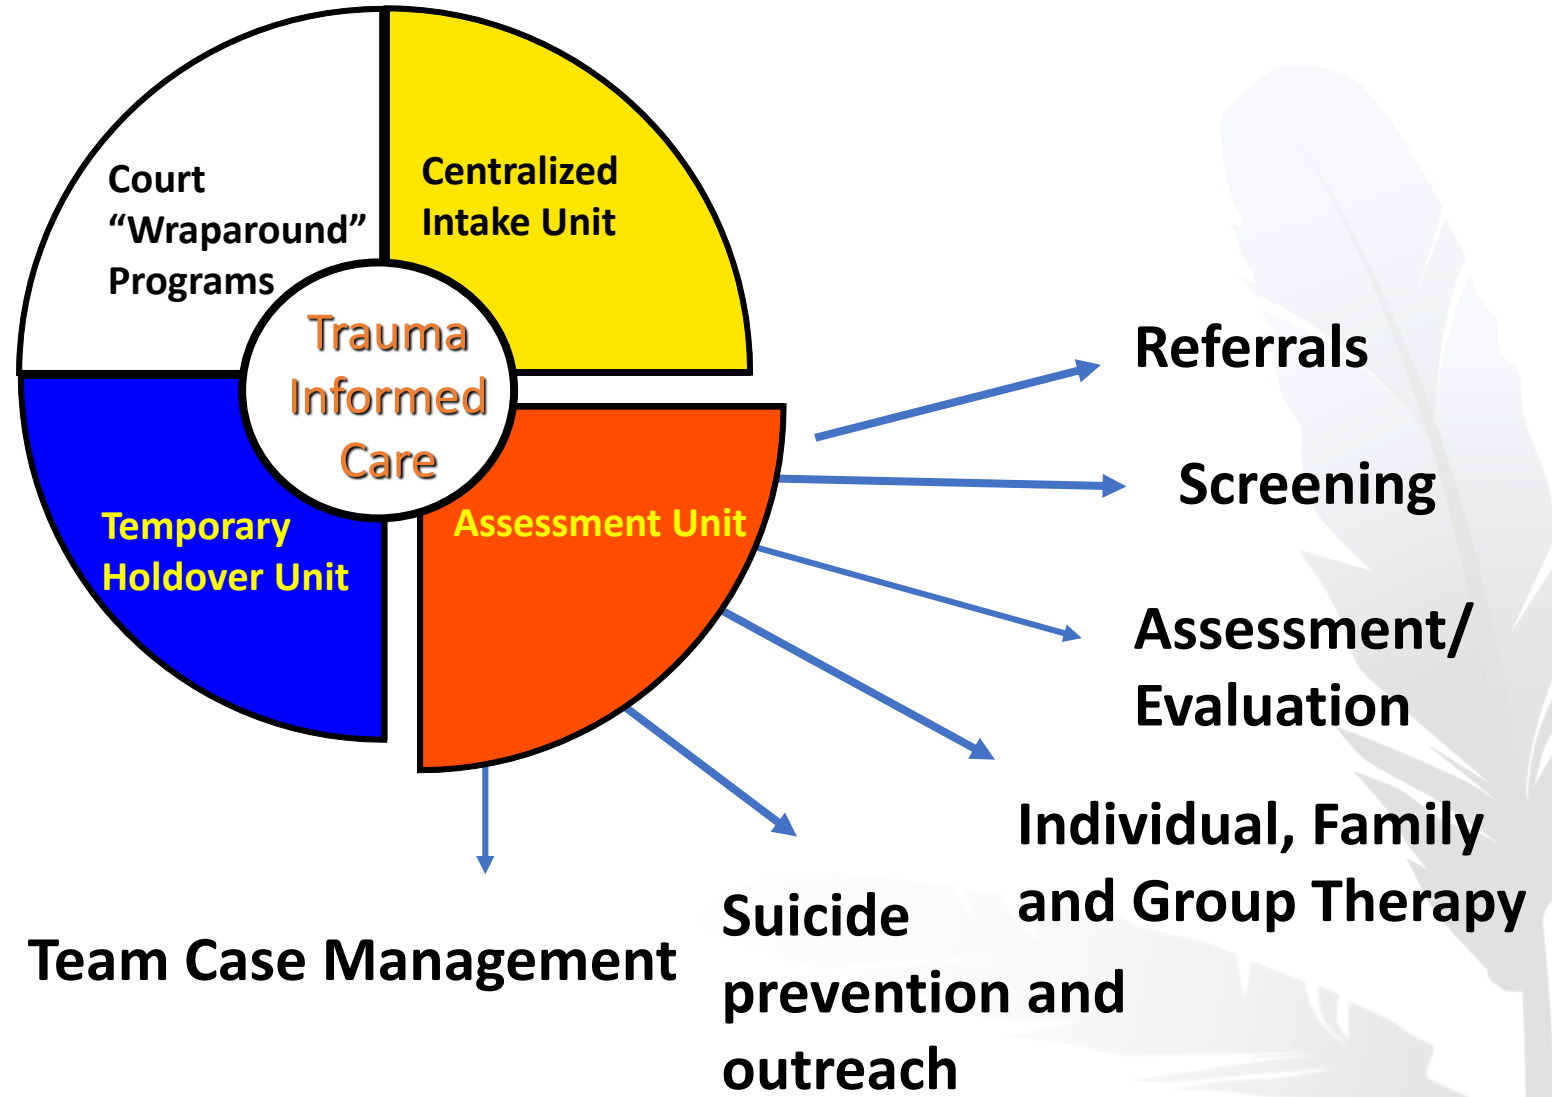 Court
“Wraparound”
Programs
Centralized
Intake Unit
Trauma
Informed
Care
Temporary
Holdover Unit
Assessment Unit
Referrals
Screening
Assessment/
Evaluation
Individual, Family
and Group Therapy
Suicide
prevention and
outreach
Team Case Management